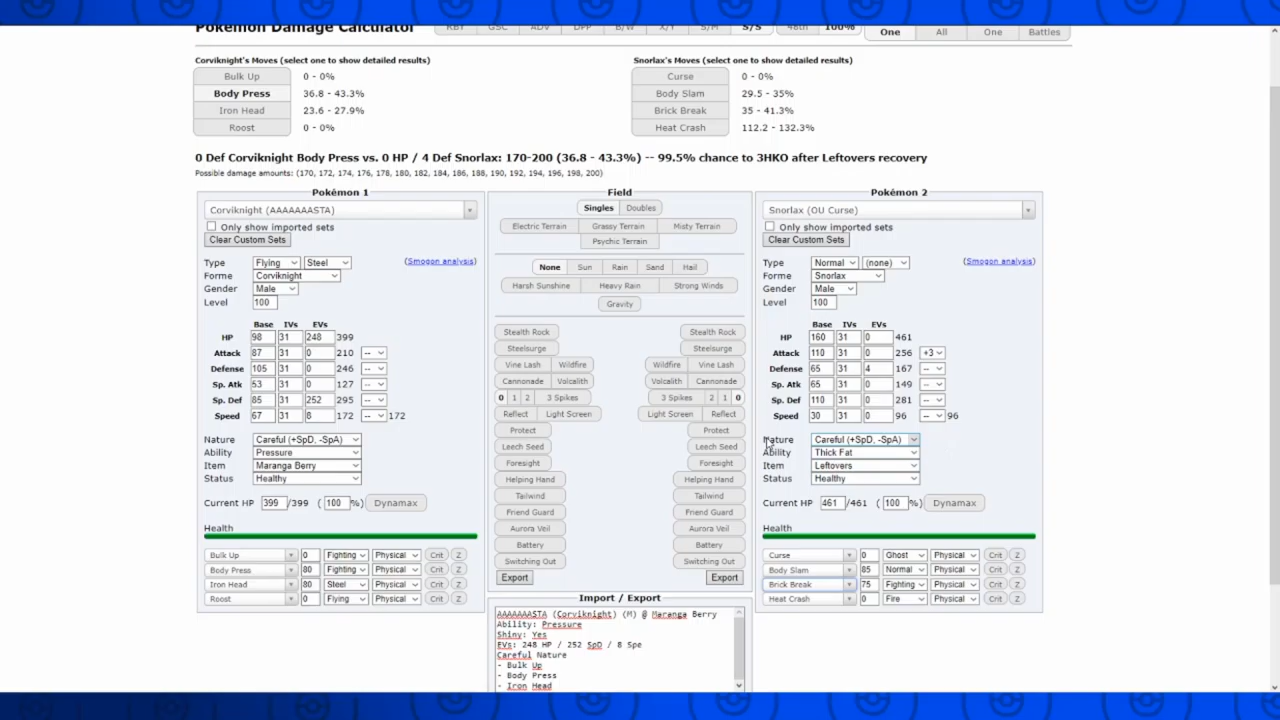 Pokémon Damage Calculator RBY GSC ADV DPP B/W X/Y S/M S/S 48th 100% One All One Battles
Corviknight's Moves (select one to show detailed results) Snorlax's Moves (select one to show detailed results)
Bulk Up 0 - 0% Curse 0 - 0%
Body Press 36.8 - 43.3% Body Slam 29.5 - 35%
Iron Head 23.6 - 27.9% Brick Break 35 - 41.3%
Roost 0 - 0% Heat Crash 112.2 - 132.3%
0 Def Corviknight Body Press vs. 0 HP / 4 Def Snorlax: 170-200 (36.8 - 43.3%) -- 99.5% chance to 3HKO after Leftovers recovery
Possible damage amounts: (170, 172, 174, 176, 178, 180, 182, 184, 186, 188, 190, 192, 194, 196, 198, 200)
Pokémon 1
Corviknight (AAAAAAASTA)
Only show imported sets
Clear Custom Sets
Type Flying Steel (Smogon analysis)
Forme Corviknight
Gender Male
Level 100
Base IVs EVs
HP 98 31 248 399
Attack 87 31 0 210 --
Defense 105 31 0 246 --
Sp. Atk 53 31 0 127 --
Sp. Def 85 31 252 295 --
Speed 67 31 8 172 -- 172
Nature Careful (+SpD, -SpA)
Ability Pressure
Item Maranga Berry
Status Healthy
Current HP 399 /399 ( 100 %) Dynamax
Health
Bulk Up 0 Fighting Physical Crit Z
Body Press 80 Fighting Physical Crit Z
Iron Head 80 Steel Physical Crit Z
Roost 0 Flying Physical Crit Z
Field
Singles Doubles
Electric Terrain Grassy Terrain Misty Terrain
Psychic Terrain
None Sun Rain Sand Hail
Harsh Sunshine Heavy Rain Strong Winds
Gravity
Stealth Rock Stealth Rock
Steelsurge Steelsurge
Vine Lash Wildfire Wildfire Vine Lash
Cannonade Volcalith Volcalith Cannonade
0 1 2 3 Spikes 3 Spikes 2 1 0
Reflect Light Screen Light Screen Reflect
Protect Protect
Leech Seed Leech Seed
Foresight Foresight
Helping Hand Helping Hand
Tailwind Tailwind
Friend Guard Friend Guard
Aurora Veil Aurora Veil
Battery Battery
Switching Out Switching Out
Export Export
Import / Export
AAAAAAASTA (Corviknight) (M) @ Maranga Berry
Ability: Pressure
Shiny: Yes
EVs: 248 HP / 252 SpD / 8 Spe
Careful Nature
- Bulk Up
- Body Press
- Iron Head
Pokémon 2
Snorlax (OU Curse)
Only show imported sets
Clear Custom Sets
Type Normal (none) (Smogon analysis)
Forme Snorlax
Gender Male
Level 100
Base IVs EVs
HP 160 31 0 461
Attack 110 31 0 256 +3
Defense 65 31 4 167 --
Sp. Atk 65 31 0 149 --
Sp. Def 110 31 0 281 --
Speed 30 31 0 96 -- 96
Nature Careful (+SpD, -SpA)
Ability Thick Fat
Item Leftovers
Status Healthy
Current HP 461 /461 ( 100 %) Dynamax
Health
Curse 0 Ghost Physical Crit Z
Body Slam 85 Normal Physical Crit Z
Brick Break 75 Fighting Physical Crit Z
Heat Crash 0 Fire Physical Crit Z